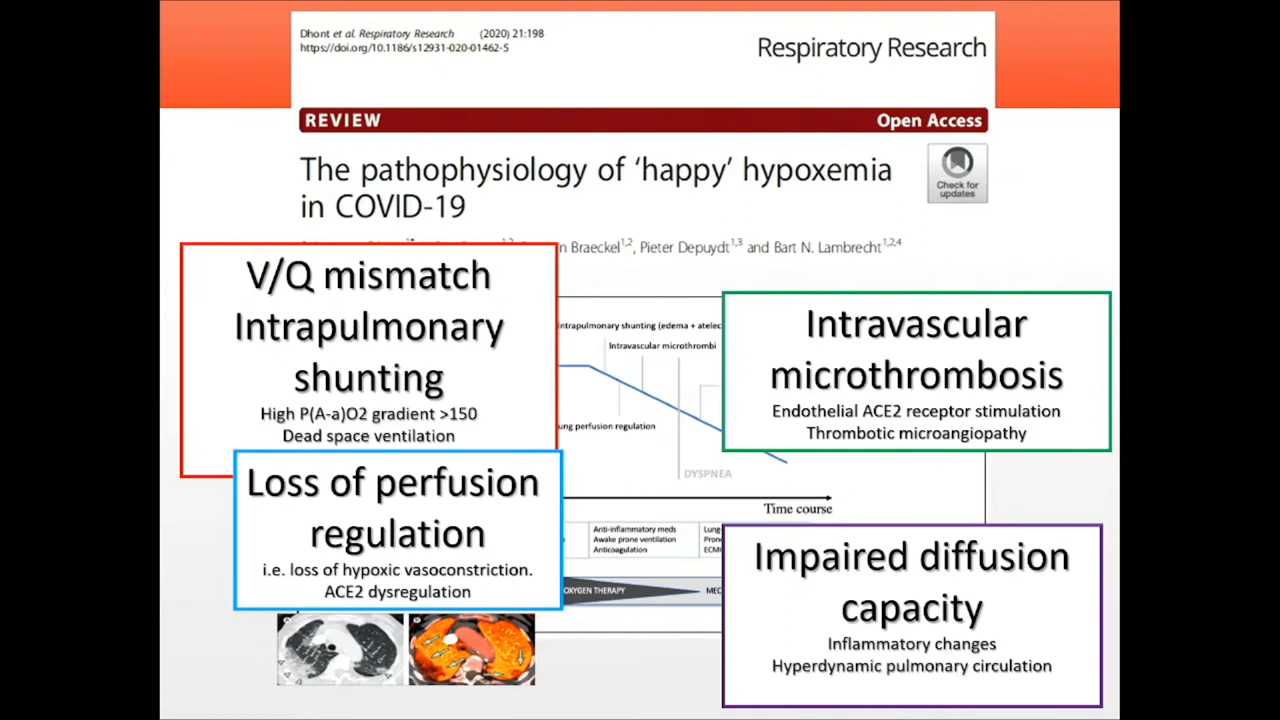 Dhont et al. Respiratory Research (2020) 21:198
https://doi.org/10.1186/s12931-020-01462-5
Respiratory Research
REVIEW
Open Access
The pathophysiology of ‘happy’ hypoxemia
in COVID-19
Check for
updates
Braeckel1,2, Pieter Depuydt1,3 and Bart N. Lambrecht1,2,4
V/Q mismatch
Intrapulmonary
shunting
High P(A-a)O2 gradient >150
Dead space ventilation
Loss of perfusion
regulation
i.e. loss of hypoxic vasoconstriction.
ACE2 dysregulation
intrapulmonary shunting (edema + atelec
Intravascular microthrombi
ung perfusion regulation
DYSPNEA
Time course
Anti-inflammatory meds
Awake prone ventilation
Anticoagulation
Lung
Pron
ECMO
OXYGEN THERAPY
MEC
Intravascular
microthrombosis
Endothelial ACE2 receptor stimulation
Thrombotic microangiopathy
Impaired diffusion
capacity
Inflammatory changes
Hyperdynamic pulmonary circulation